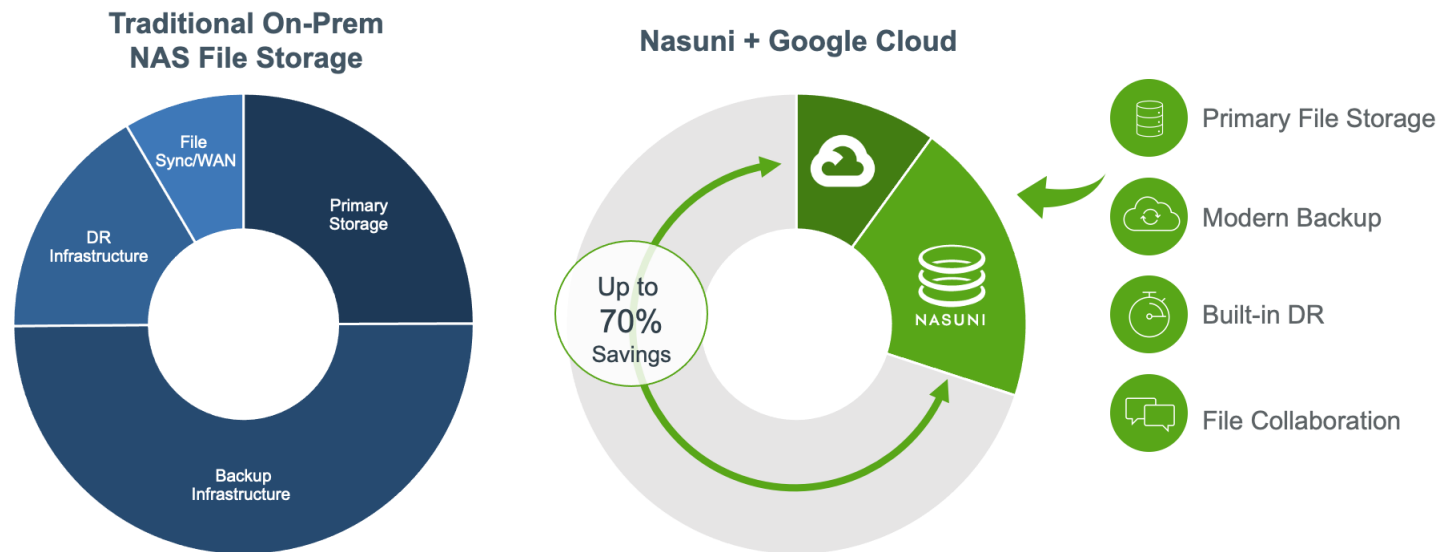 Traditional On-Prem
NAS File Storage
File
Sync/WAN
Primary
Storage
DR
Infrastructure
Backup
Infrastructure
Nasuni + Google Cloud
Up to
70%
Savings
NASUNI
Primary File Storage
Modern Backup
Built-in DR
File Collaboration